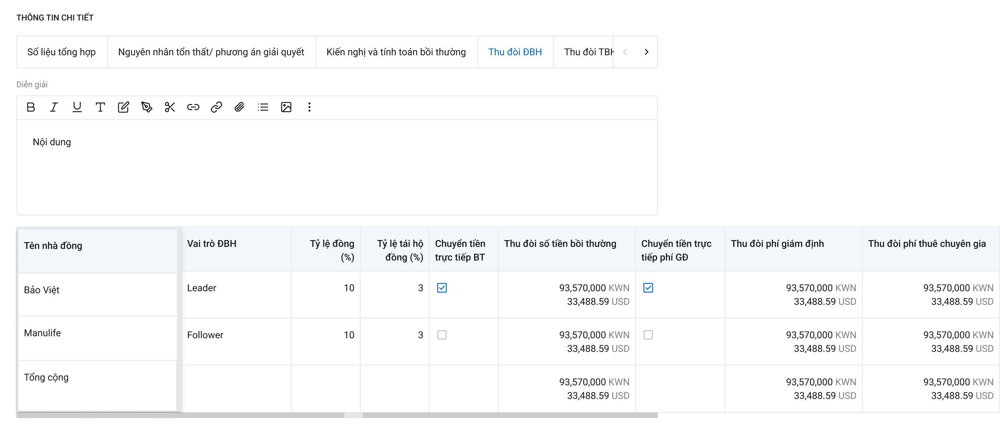 THÔNG TIN CHI TIẾT
Số liệu tổng hợp
Nguyên nhân tổn thất/ phương án giải quyết
Kiến nghị và tính toán bồi thường
Thu đòi ĐBH
Thu đòi TBH
Diễn giải
Nội dung
Tên nhà đồng
Vai trò ĐBH
Tỷ lệ đồng
(%)
Tỷ lệ tái hộ
đồng (%)
Chuyển tiền
trực tiếp BT
Thu đòi số tiền bồi thường
Chuyển tiền trực
tiếp phí GĐ
Thu đòi phí giám định
Thu đòi phí thuê chuyên gia
Bảo Việt
Leader
10
3
93,570,000 KWN
33,488.59 USD
93,570,000 KWN
33,488.59 USD
93,570,000 KWN
33,488.59 USD
Manulife
Follower
10
3
93,570,000 KWN
33,488.59 USD
93,570,000 KWN
33,488.59 USD
93,570,000 KWN
33,488.59 USD
Tổng cộng
93,570,000 KWN
33,488.59 USD
93,570,000 KWN
33,488.59 USD
93,570,000 KWN
33,488.59 USD